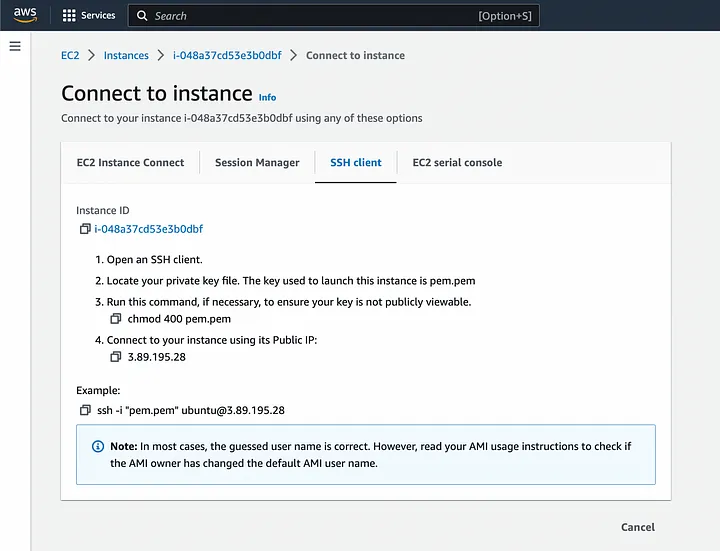 aws
Services
Search
[Option+S]
EC2 > Instances > i-048a37cd53e3b0dbf > Connect to instance
Connect to instance Info
Connect to your instance i-048a37cd53e3b0dbf using any of these options
EC2 Instance Connect
Session Manager
SSH client
EC2 serial console
Instance ID
i-048a37cd53e3b0dbf
1. Open an SSH client.
2. Locate your private key file. The key used to launch this instance is pem.pem
3. Run this command, if necessary, to ensure your key is not publicly viewable.
chmod 400 pem.pem
4. Connect to your instance using its Public IP:
3.89.195.28
Example:
ssh -i "pem.pem" ubuntu@3.89.195.28
Note: In most cases, the guessed user name is correct. However, read your AMI usage instructions to check if
the AMI owner has changed the default AMI user name.
Cancel